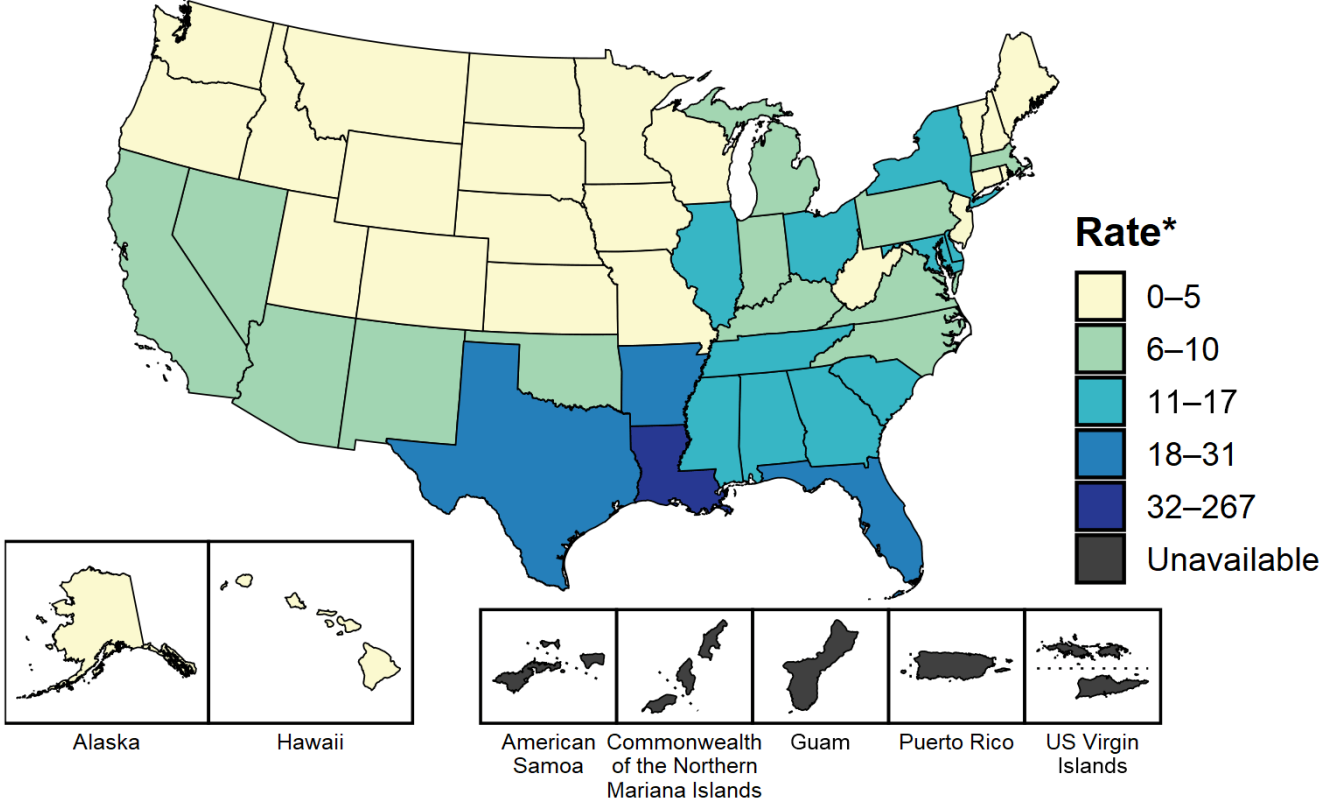 Rate*
0–5
6–10
11–17
18–31
32–267
Unavailable
Alaska
Hawaii
American
Samoa
Commonwealth
of the Northern
Mariana Islands
Guam
Puerto Rico
US Virgin
Islands